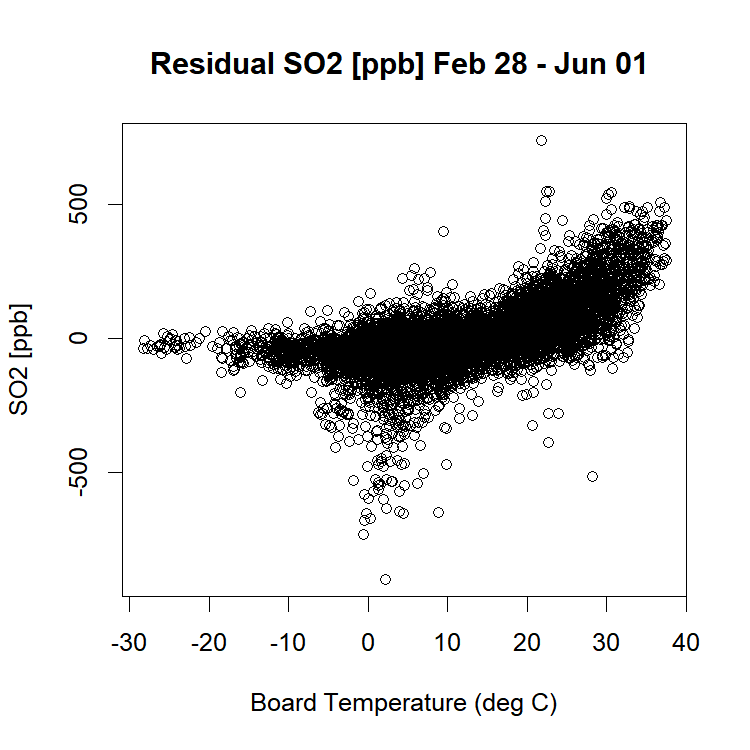 Residual SO2 [ppb] Feb 28 - Jun 01
SO2 [ppb]
500
0
-500
-30 -20 -10 0 10 20 30 40
Board Temperature (deg C)